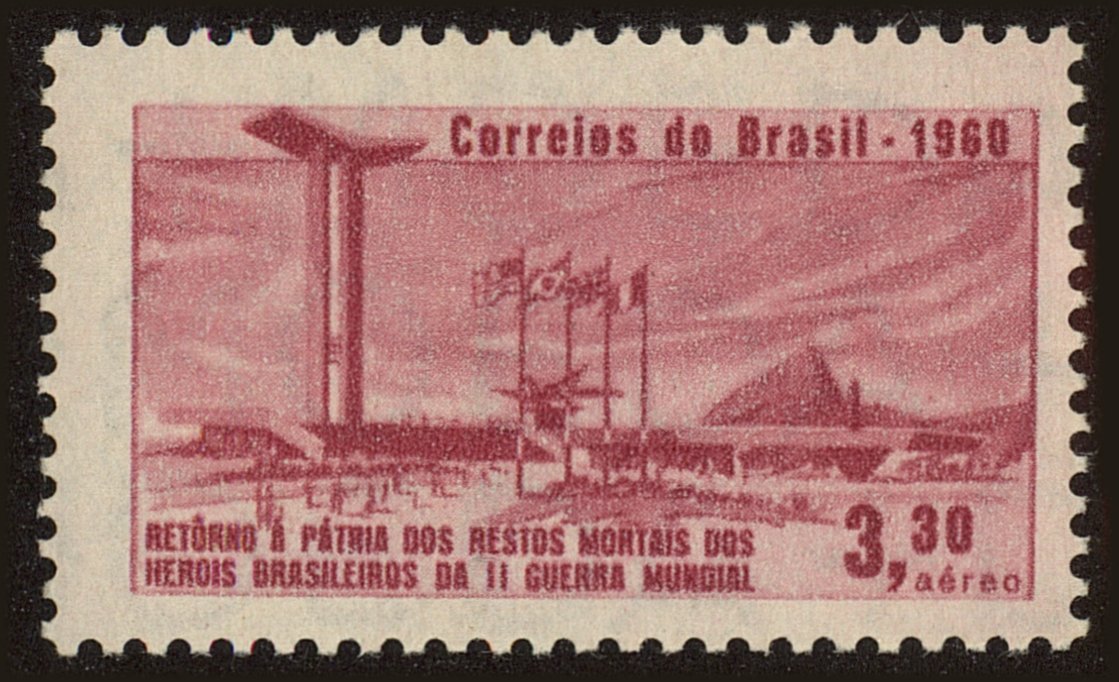 Correios do Brasil - 1960
RETÔRNO À PÁTRIA DOS RESTOS MORTAIS DOS
HEROIS BRASILEIROS DA II GUERRA MUNDIAL
3,30
aéreo